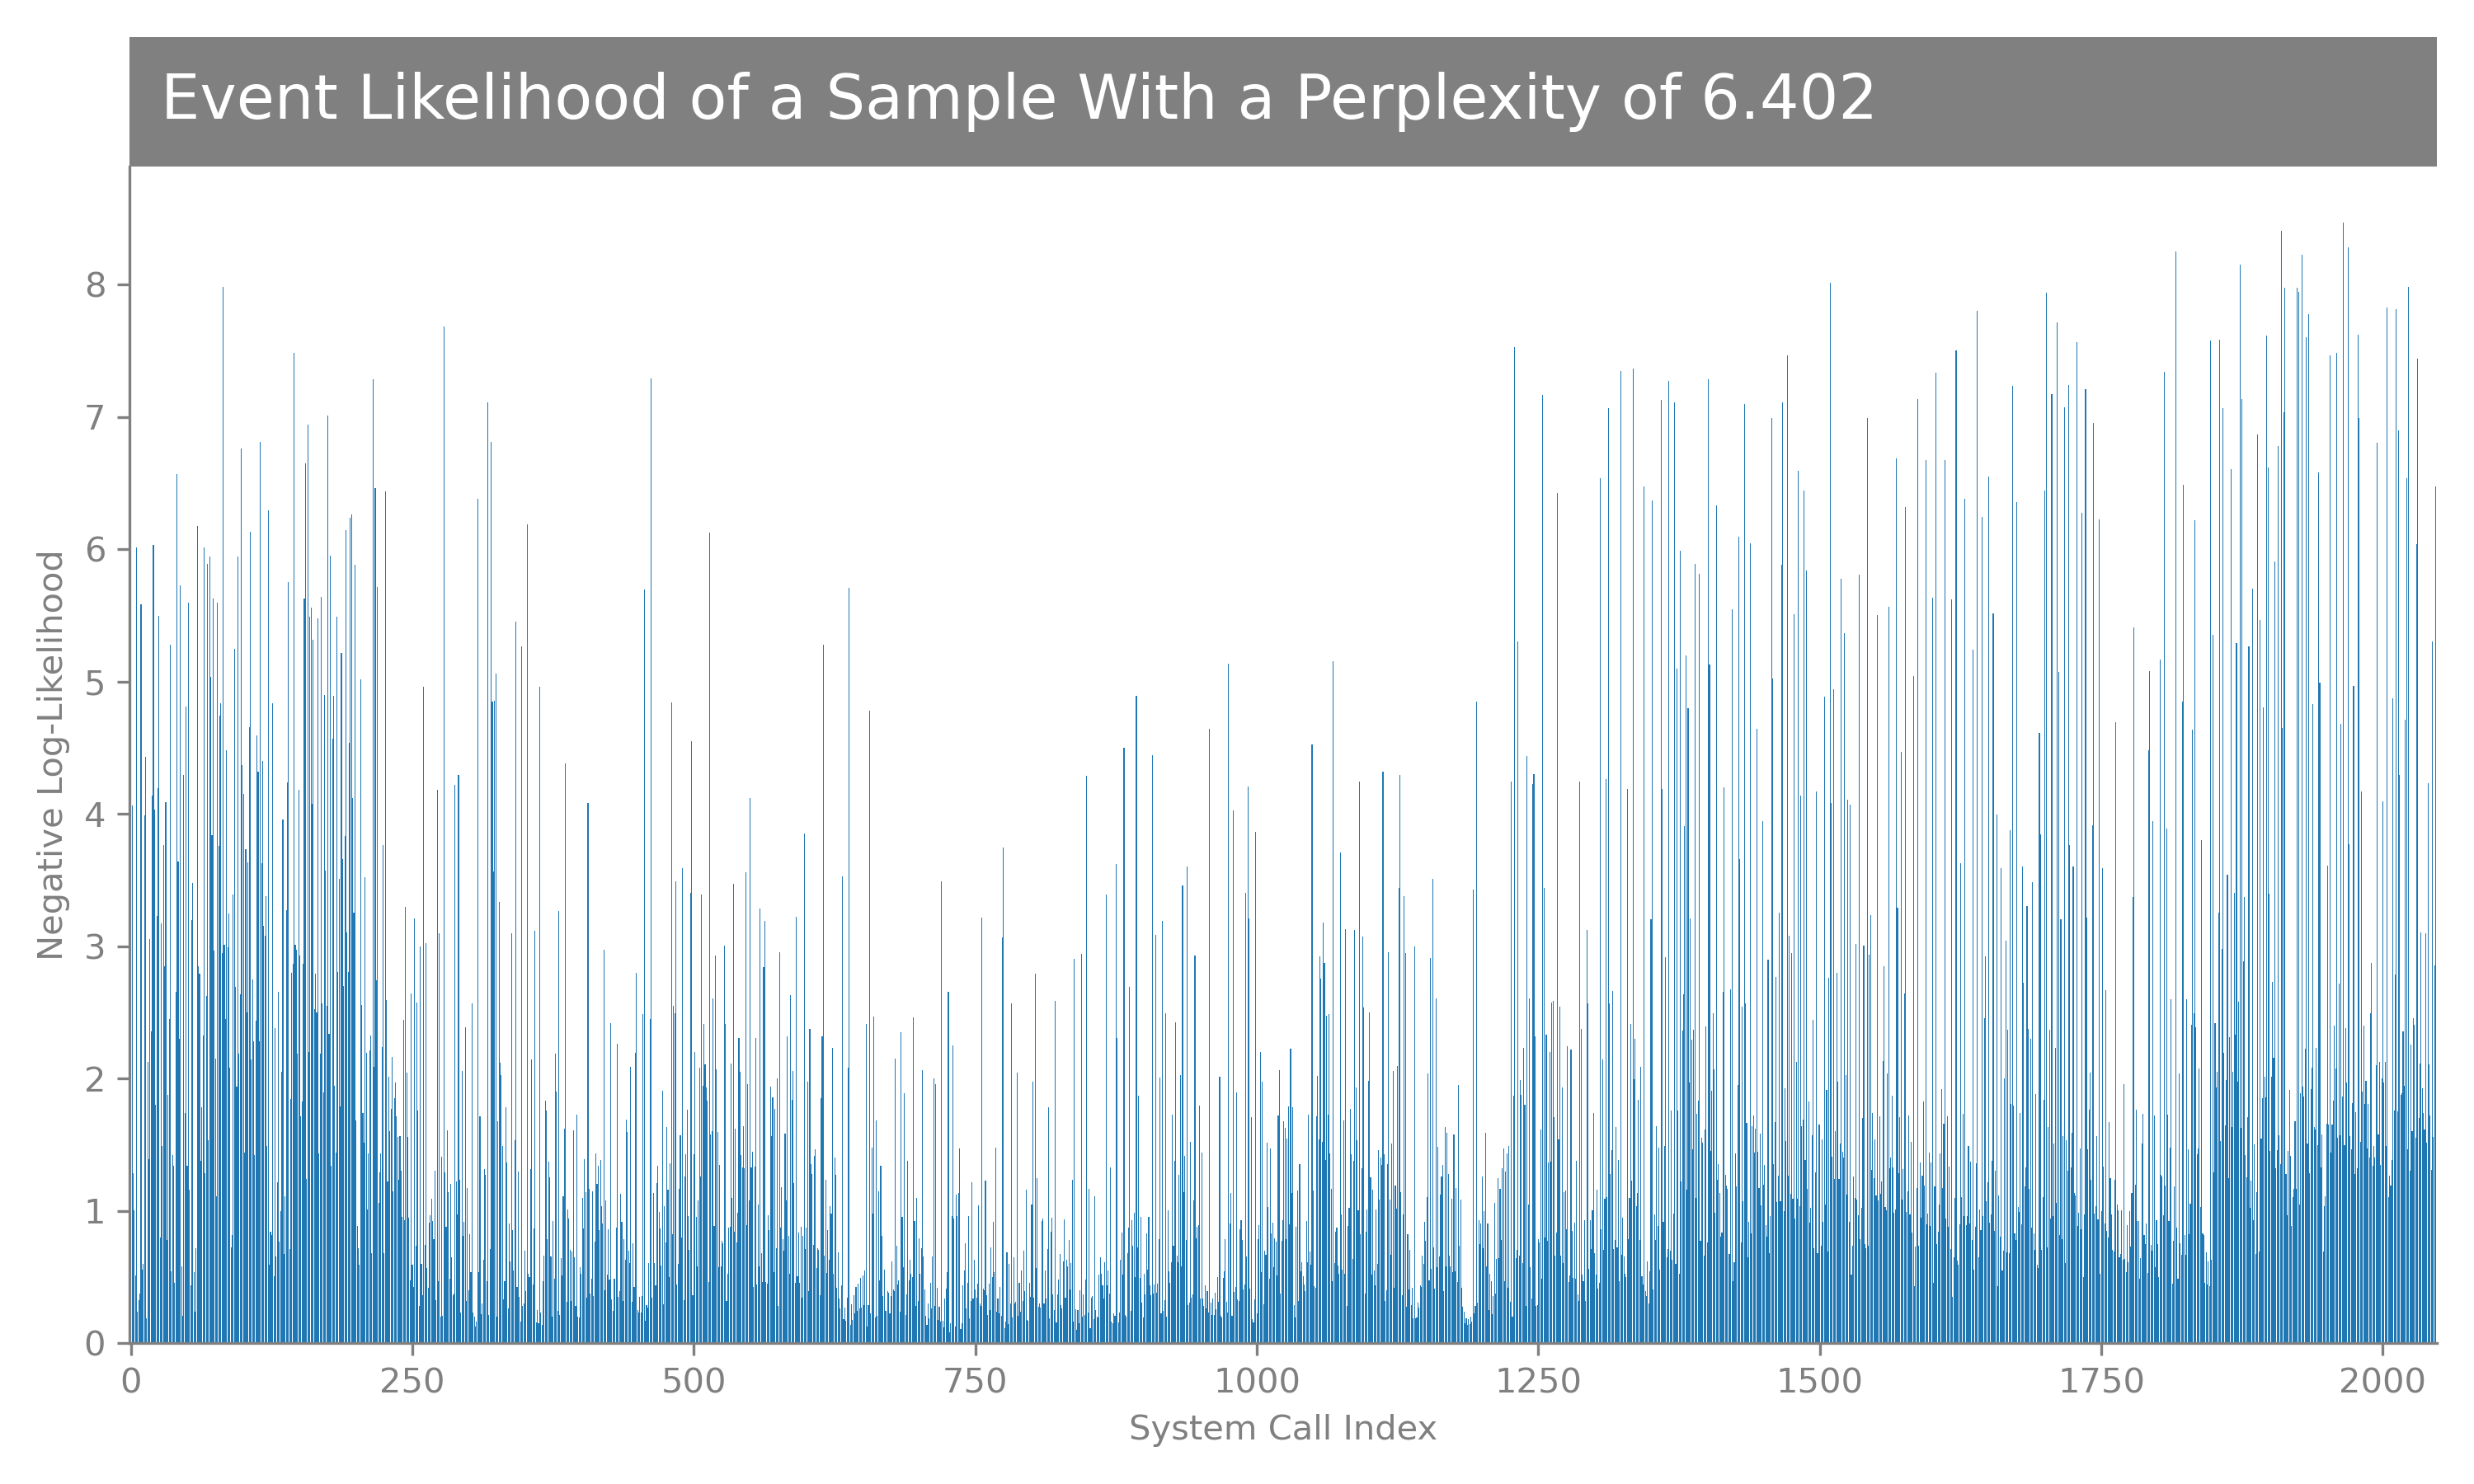 Event Likelihood of a Sample With a Perplexity of 6.402
8
7
6
5
4
3
2
1
0
Negative Log-Likelihood
0 250 500 750 1000 1250 1500 1750 2000
System Call Index